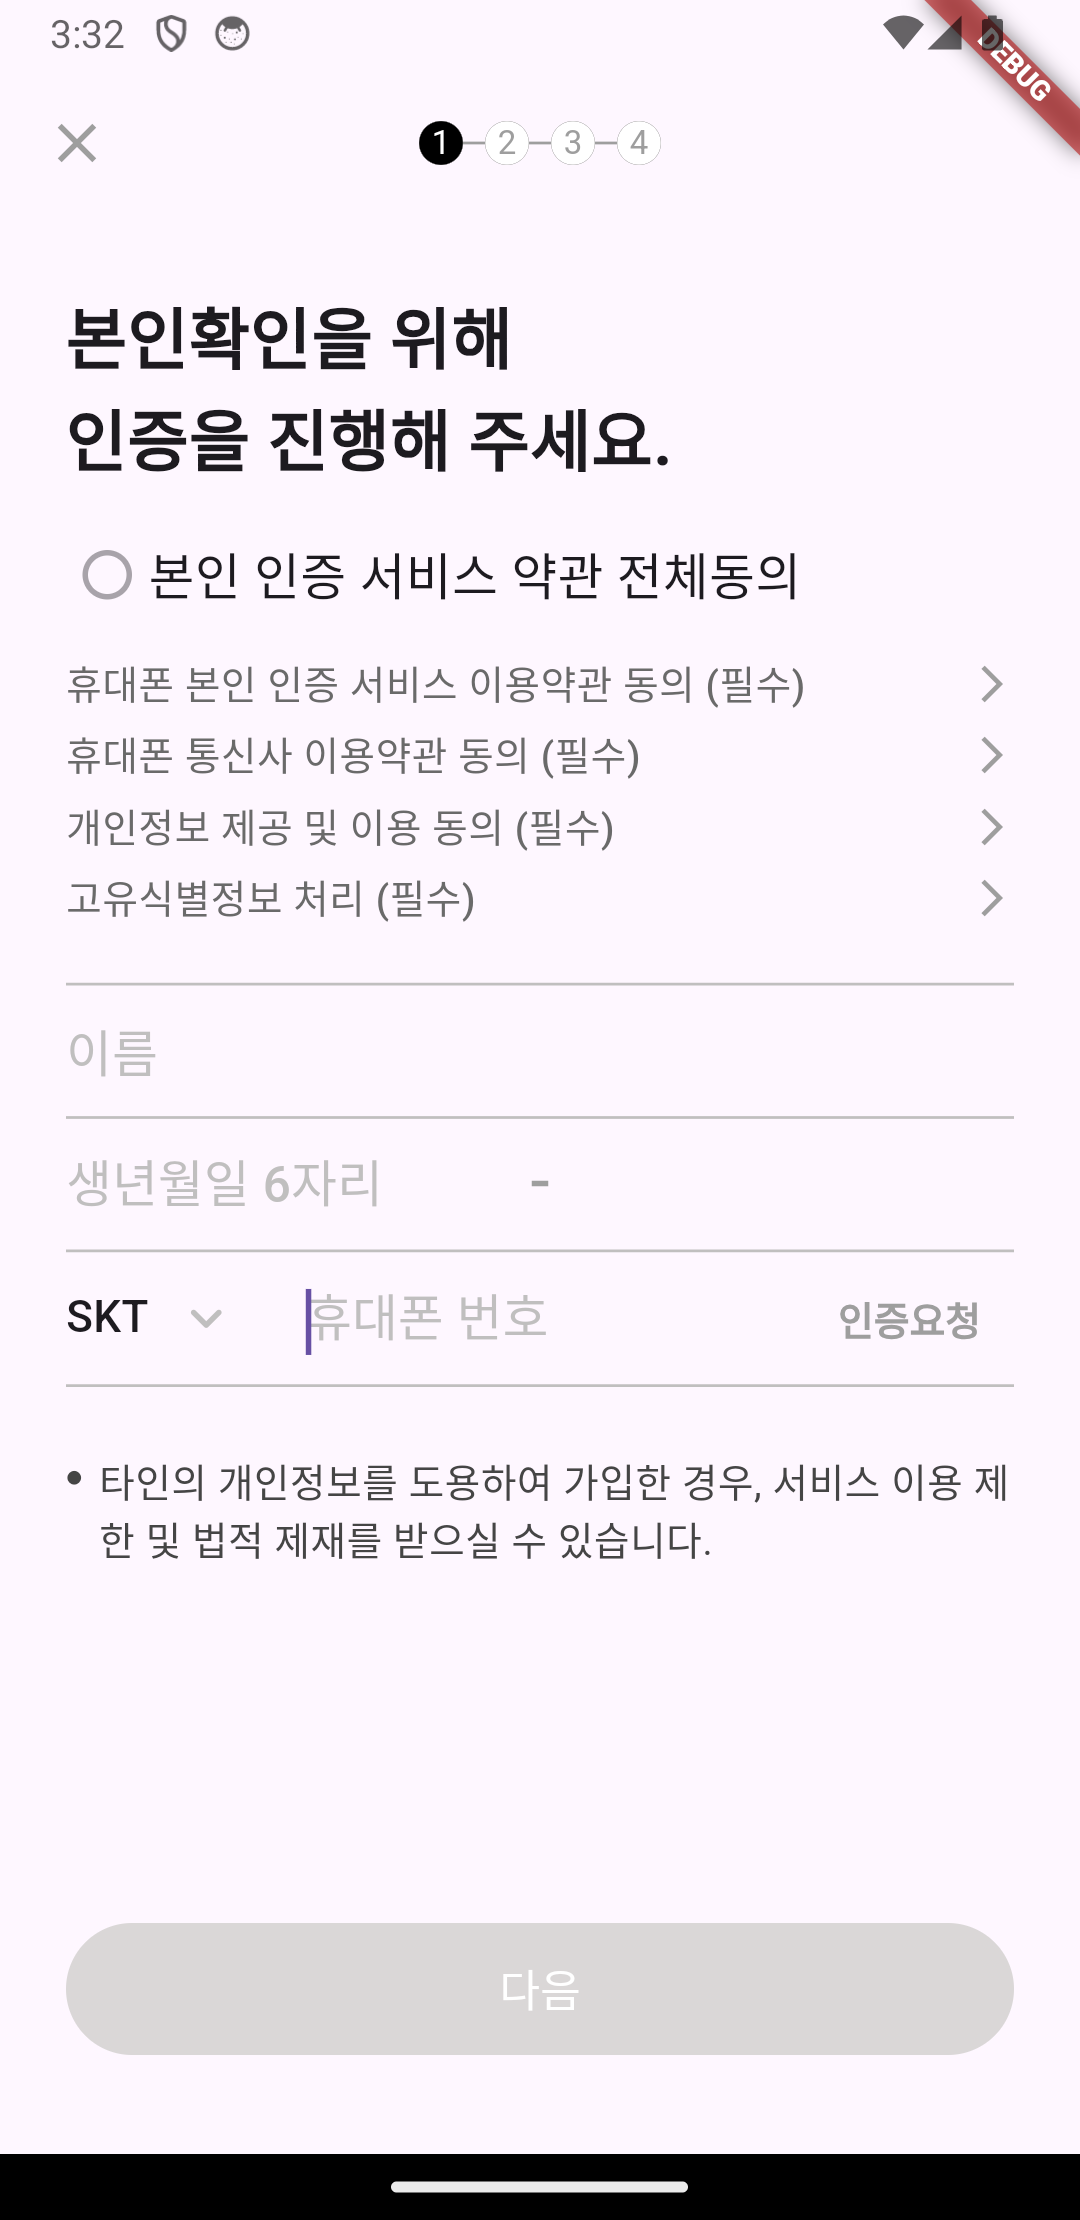 3:32
DEBUG
1 2 3 4
본인확인을 위해
인증을 진행해 주세요.
본인 인증 서비스 약관 전체동의
휴대폰 본인 인증 서비스 이용약관 동의 (필수)
휴대폰 통신사 이용약관 동의 (필수)
개인정보 제공 및 이용 동의 (필수)
고유식별정보 처리 (필수)
이름
생년월일 6자리 -
SKT 휴대폰 번호 인증요청
• 타인의 개인정보를 도용하여 가입한 경우, 서비스 이용 제
한 및 법적 제재를 받으실 수 있습니다.
다음